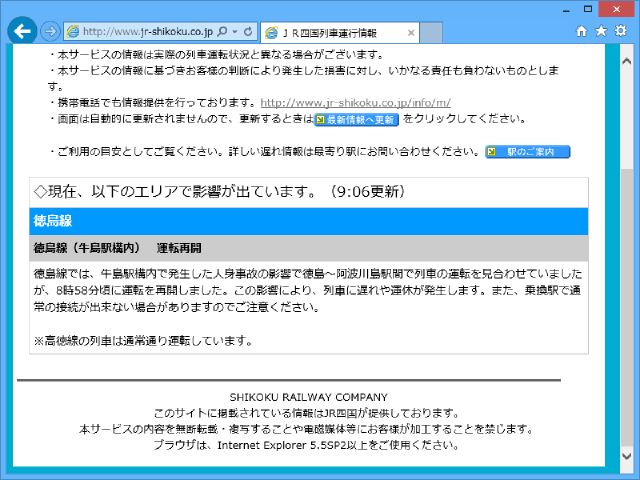 http://www.jr-shikoku.co.jp
ＪＲ四国列車運行情報
・本サービスの情報は実際の列車運転状況と異なる場合がございます。
・本サービスの情報に基づきお客様の判断により発生した損害に対し、いかなる責任も負わないものとしま
す。
・携帯電話でも情報提供を行っております。http://www.jr-shikoku.co.jp/info/m/
・画面は自動的に更新されませんので、更新するときは 最新情報へ更新 をクリックしてください。
・ご利用の目安としてご覧ください。詳しい遅れ情報は最寄り駅にお問い合わせください。 駅のご案内
◇現在、以下のエリアで影響が出ています。（9:06更新）
徳島線
徳島線（牛島駅構内）　運転再開
徳島線では、牛島駅構内で発生した人身事故の影響で徳島～阿波川島駅間で列車の運転を見合わせていました
が、8時58分頃に運転を再開しました。この影響により、列車に遅れや運休が発生します。また、乗換駅で通
常の接続が出来ない場合がありますのでご注意ください。
※高徳線の列車は通常通り運転しています。
SHIKOKU RAILWAY COMPANY
このサイトに掲載されている情報はJR四国が提供しております。
本サービスの内容を無断転載・複写することや電磁媒体等にお客様が加工することを禁じます。
ブラウザは、Internet Explorer 5.5SP2以上をご使用ください。